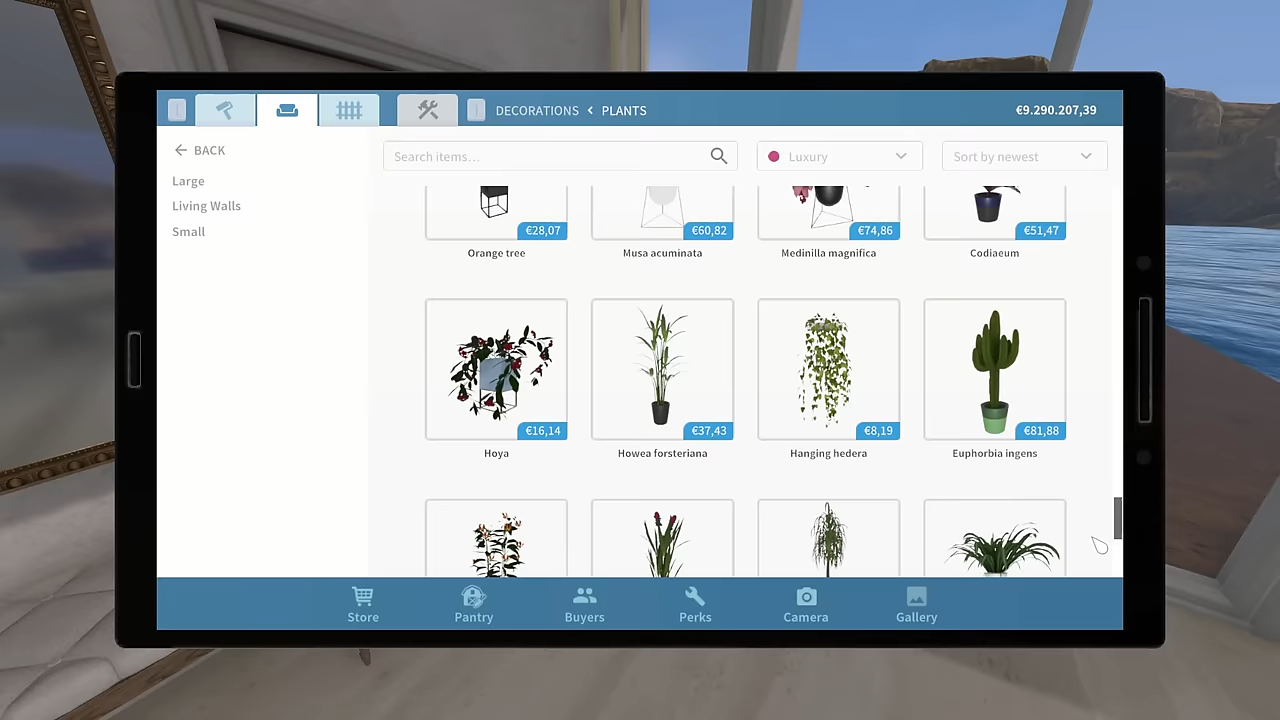 DECORATIONS < PLANTS
€9.290.207,39
BACK
Large
Living Walls
Small
Search items...
Luxury
Sort by newest
€28,07
€60,82
€74,86
€51,47
Orange tree
Musa acuminata
Medinilla magnifica
Codiaeum
€16,14
€37,43
€8,19
€81,88
Hoya
Howea forsteriana
Hanging hedera
Euphorbia ingens
Store
Pantry
Buyers
Perks
Camera
Gallery